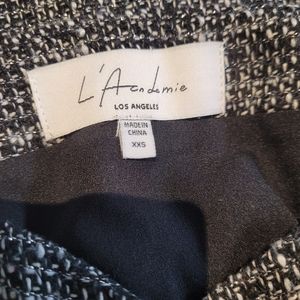 L'Academie
LOS ANGELES
MADE IN
CHINA
XXS